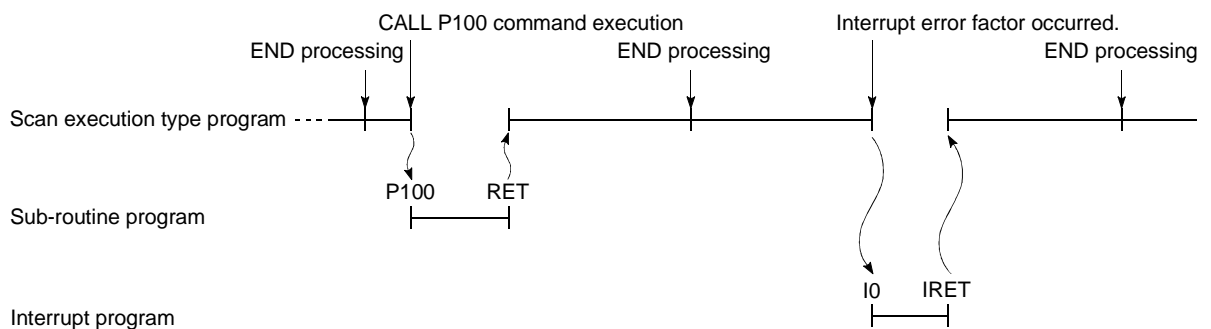 CALL P100 command execution
Interrupt error factor occurred.
END processing
END processing
END processing
Scan execution type program
P100
RET
Sub-routine program
I0
IRET
Interrupt program